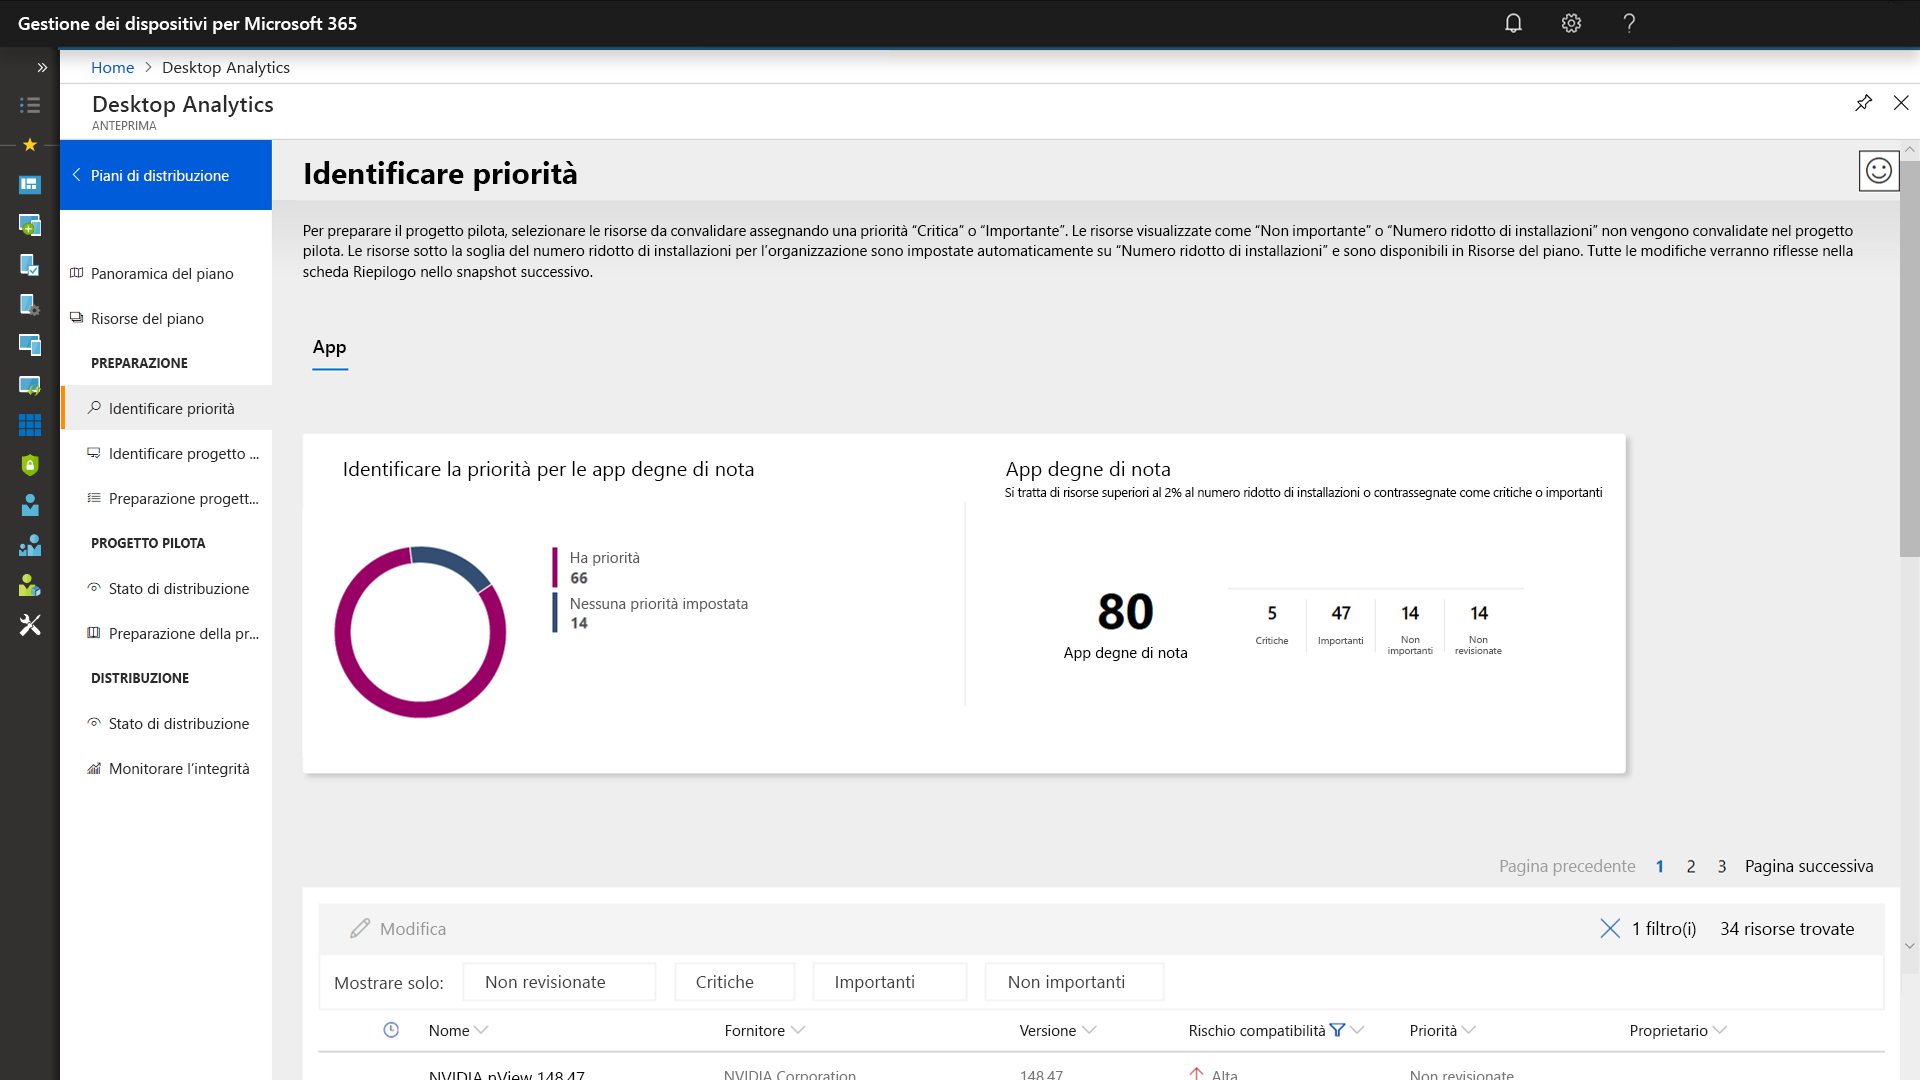 Gestione dei dispositivi per Microsoft 365
Home > Desktop Analytics
Desktop Analytics
ANTEPRIMA
Piani di distribuzione
Panoramica del piano
Risorse del piano
PREPARAZIONE
Identificare priorità
Identificare progetto ...
Preparazione progett...
PROGETTO PILOTA
Stato di distribuzione
Preparazione della pr...
DISTRIBUZIONE
Stato di distribuzione
Monitorare l'integrità
Identificare priorità
Per preparare il progetto pilota, selezionare le risorse da convalidare assegnando una priorità “Critica” o “Importante”. Le risorse visualizzate come “Non importante” o “Numero ridotto di installazioni” non vengono convalidate nel progetto
pilota. Le risorse sotto la soglia del numero ridotto di installazioni per l’organizzazione sono impostate automaticamente su “Numero ridotto di installazioni” e sono disponibili in Risorse del piano. Tutte le modifiche verranno riflesse nella
scheda Riepilogo nello snapshot successivo.
App
Identificare la priorità per le app degne di nota
Ha priorità
66
Nessuna priorità impostata
14
App degne di nota
Si tratta di risorse superiori al 2% al numero ridotto di installazioni o contrassegnate come critiche o importanti
80
App degne di nota
5
Critiche
47
Importanti
14
Non
importanti
14
Non
revisionate
Pagina precedente 1 2 3 Pagina successiva
Modifica
1 filtro(i) 34 risorse trovate
Mostrare solo: Non revisionate Critiche Importanti Non importanti
Nome Fornitore Versione Rischio compatibilità Priorità Proprietario
NVIDIA nView 148.47 NVIDIA Corporation 148.47 Alta Non revisionate